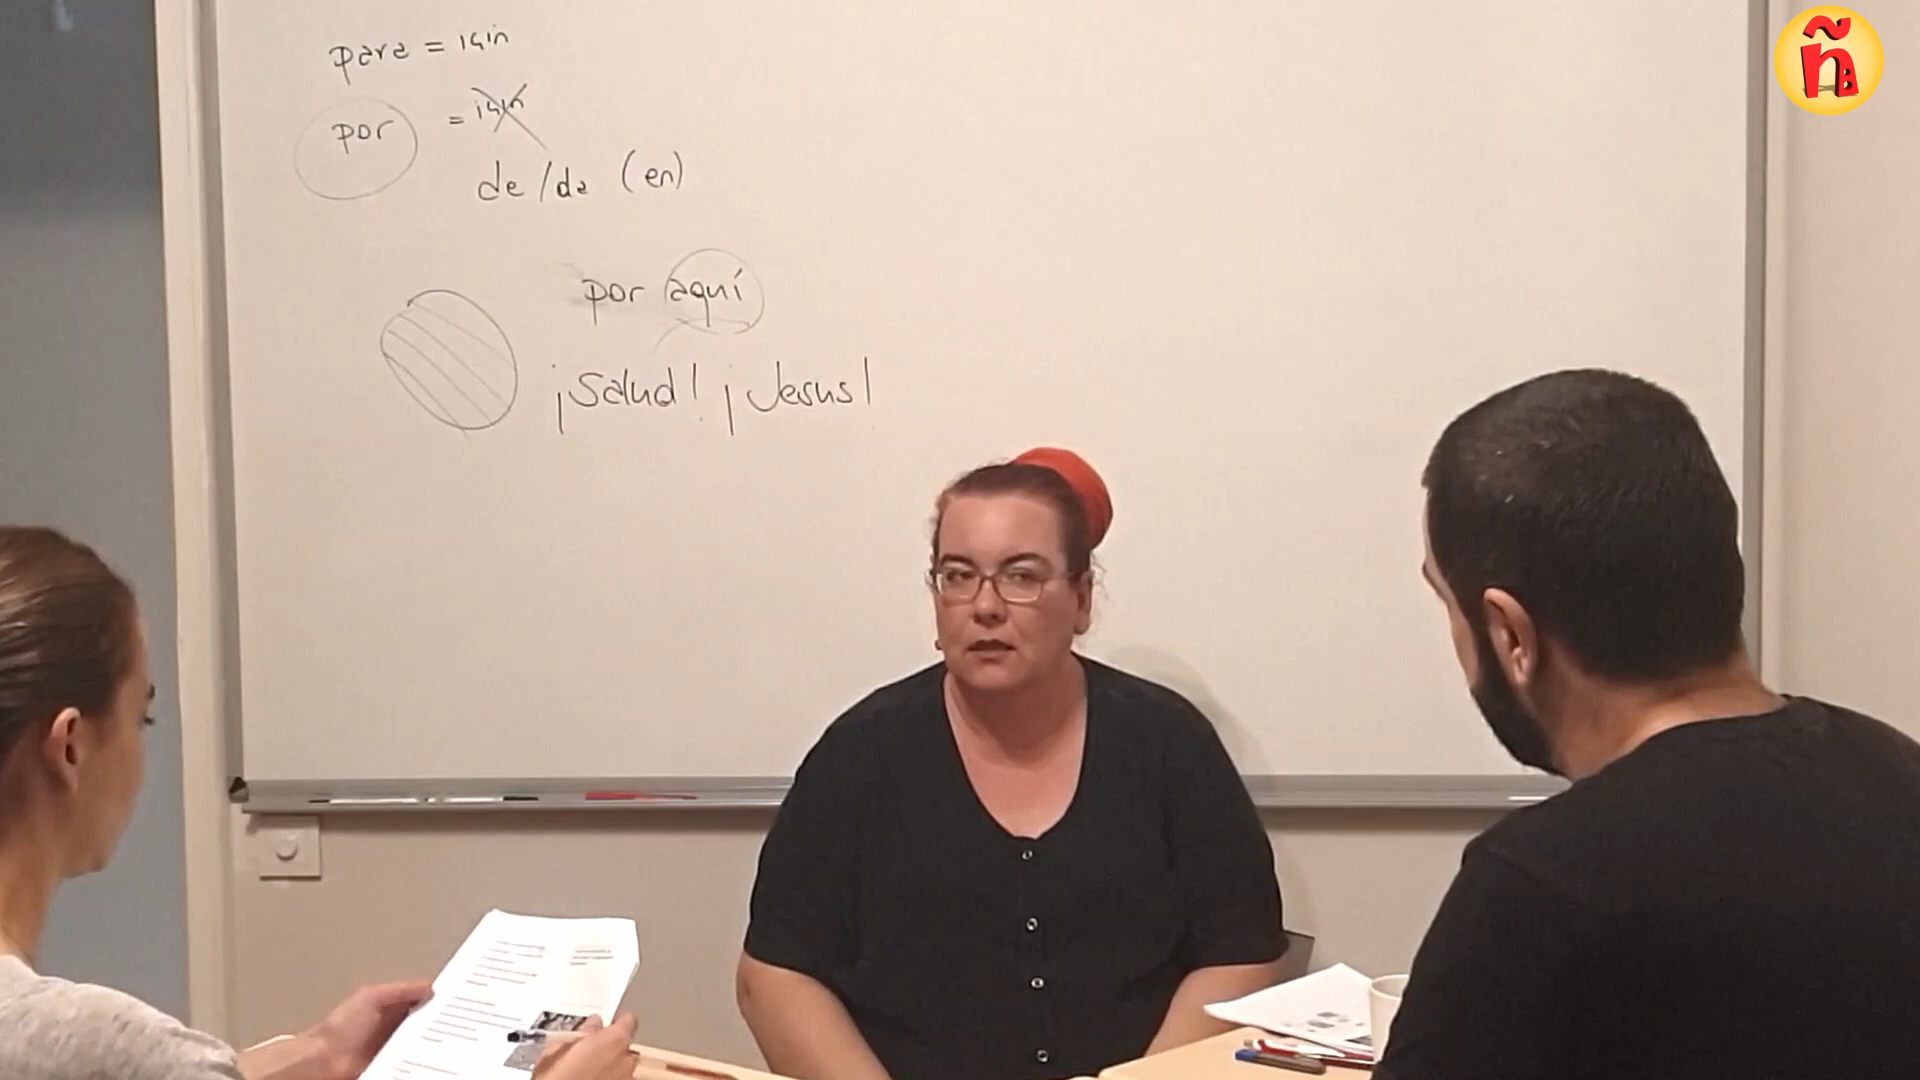 para = için
por = için
de / da (en)
por aquí
¡Salud! ¡Jesus!
ñ